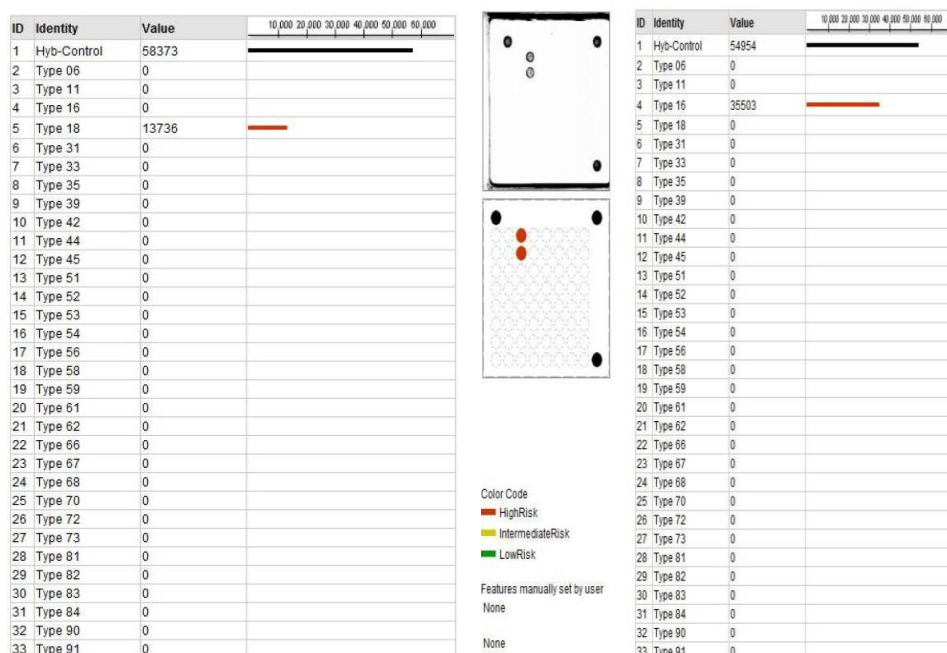 ID Identity Value 10,000 20,000 30,000 40,000 50,000 60,000
1 Hyb-Control 58373
2 Type 06 0
3 Type 11 0
4 Type 16 0
5 Type 18 13736
6 Type 31 0
7 Type 33 0
8 Type 35 0
9 Type 39 0
10 Type 42 0
11 Type 44 0
12 Type 45 0
13 Type 51 0
14 Type 52 0
15 Type 53 0
16 Type 54 0
17 Type 56 0
18 Type 58 0
19 Type 59 0
20 Type 61 0
21 Type 62 0
22 Type 66 0
23 Type 67 0
24 Type 68 0
25 Type 70 0
26 Type 72 0
27 Type 73 0
28 Type 81 0
29 Type 82 0
30 Type 83 0
31 Type 84 0
32 Type 90 0
33 Type 91 0
Color Code
HighRisk
IntermediateRisk
LowRisk
Features manually set by user
None
None
ID Identity Value 10,000 20,000 30,000 40,000 50,000 60,000
1 Hyb-Control 54954
2 Type 06 0
3 Type 11 0
4 Type 16 35503
5 Type 18 0
6 Type 31 0
7 Type 33 0
8 Type 35 0
9 Type 39 0
10 Type 42 0
11 Type 44 0
12 Type 45 0
13 Type 51 0
14 Type 52 0
15 Type 53 0
16 Type 54 0
17 Type 56 0
18 Type 58 0
19 Type 59 0
20 Type 61 0
21 Type 62 0
22 Type 66 0
23 Type 67 0
24 Type 68 0
25 Type 70 0
26 Type 72 0
27 Type 73 0
28 Type 81 0
29 Type 82 0
30 Type 83 0
31 Type 84 0
32 Type 90 0
33 Type 91 0